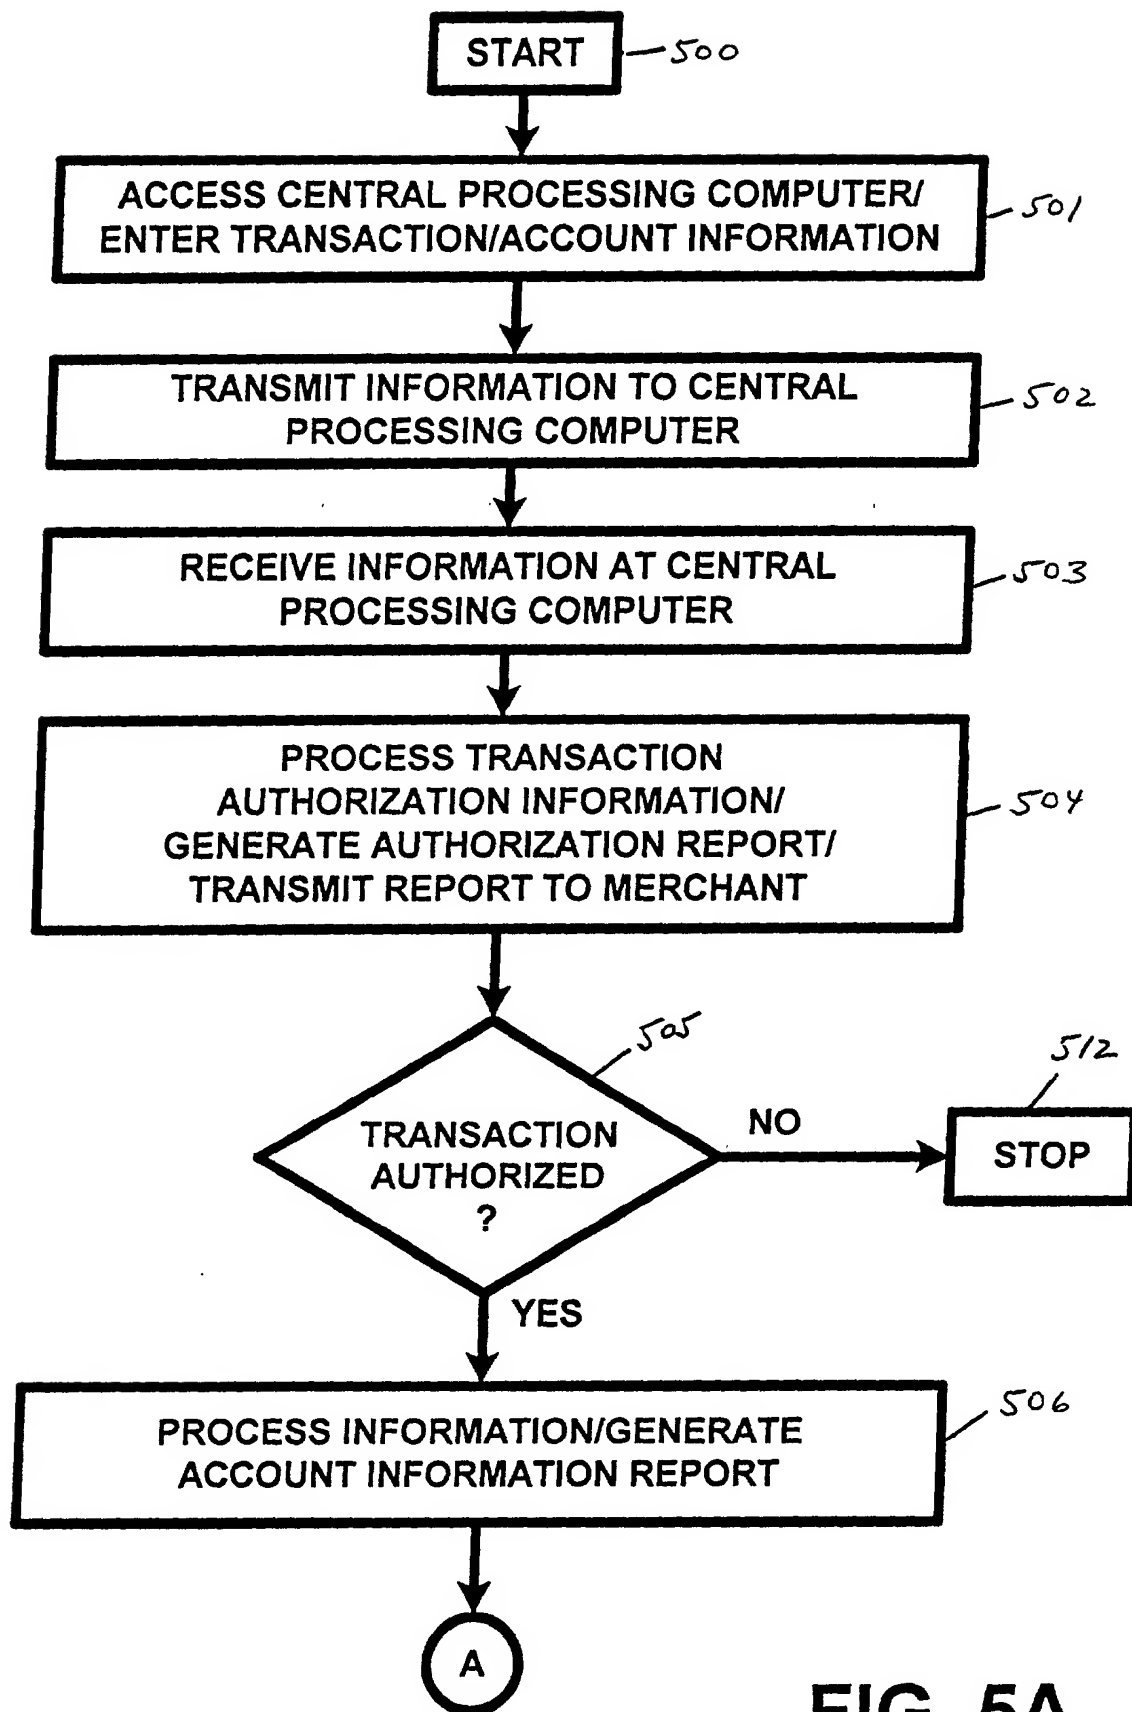 START
500
ACCESS CENTRAL PROCESSING COMPUTER/
ENTER TRANSACTION/ACCOUNT INFORMATION
501
TRANSMIT INFORMATION TO CENTRAL
PROCESSING COMPUTER
502
RECEIVE INFORMATION AT CENTRAL
PROCESSING COMPUTER
503
PROCESS TRANSACTION
AUTHORIZATION INFORMATION/
GENERATE AUTHORIZATION REPORT/
TRANSMIT REPORT TO MERCHANT
504
TRANSACTION
AUTHORIZED
?
505
NO
STOP
512
YES
PROCESS INFORMATION/GENERATE
ACCOUNT INFORMATION REPORT
506
A
FIG. 5A